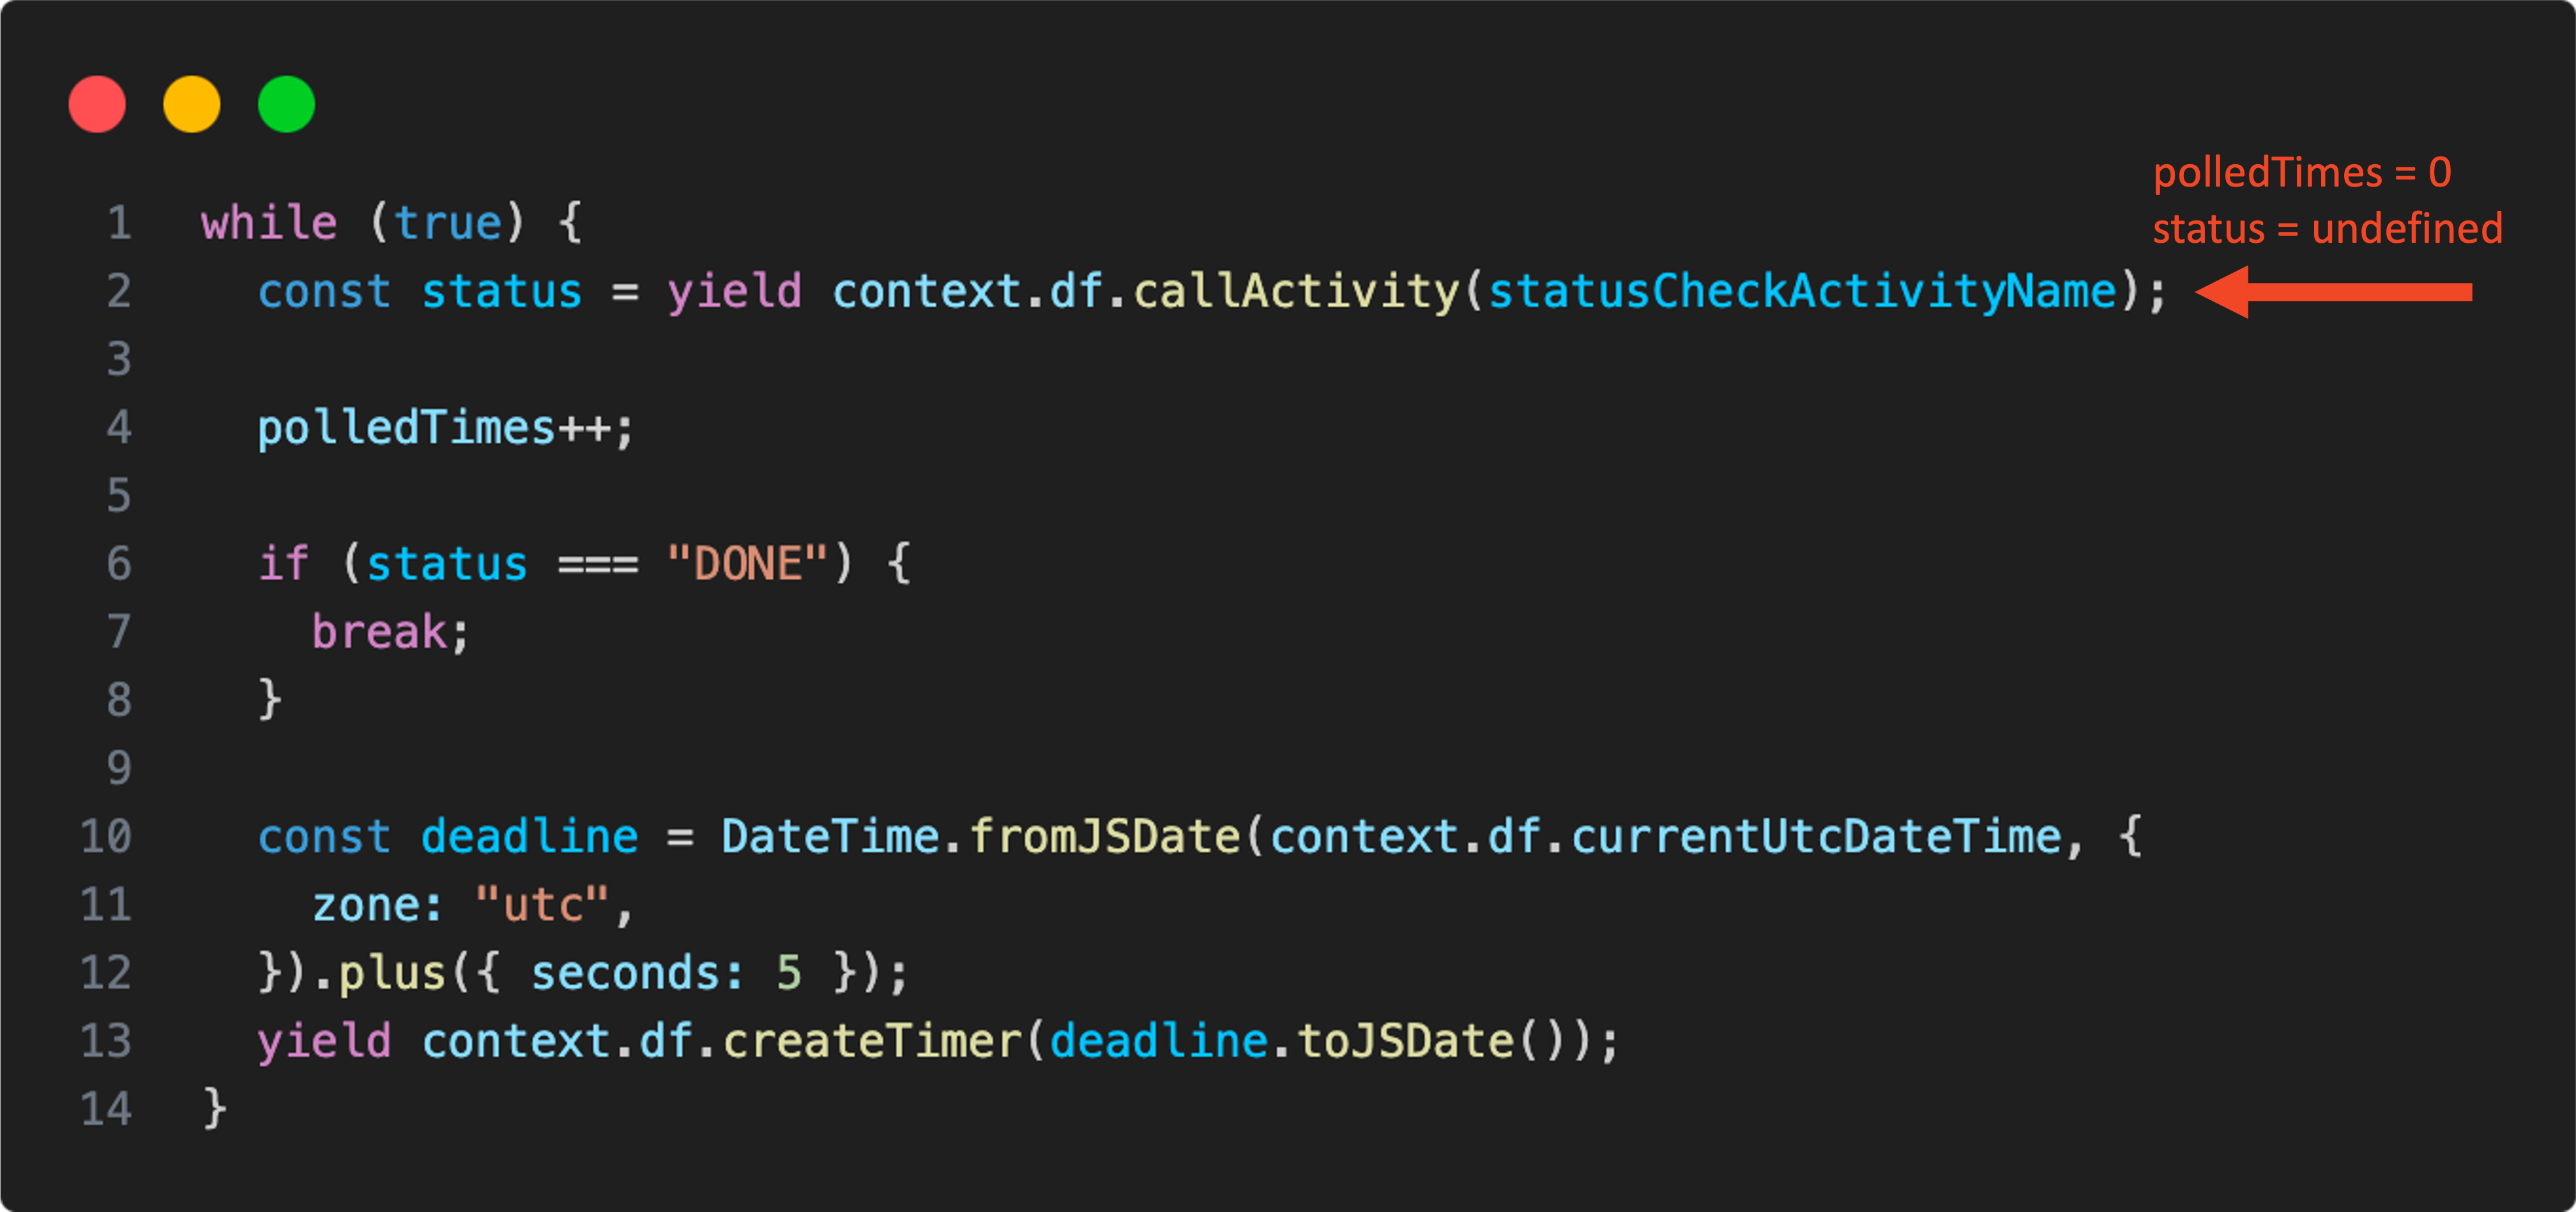 polledTimes = 0
status = undefined
1 while (true) {
2   const status = yield context.df.callActivity(statusCheckActivityName);
3
4   polledTimes++;
5
6   if (status === "DONE") {
7     break;
8   }
9
10   const deadline = DateTime.fromJSDate(context.df.currentUtcDateTime, {
11     zone: "utc",
12   }).plus({ seconds: 5 });
13   yield context.df.createTimer(deadline.toJSDate());
14 }